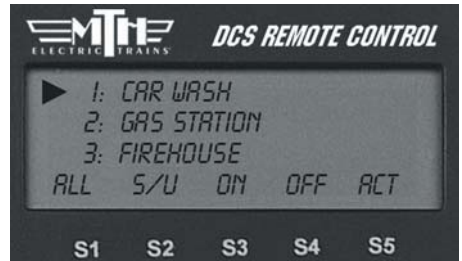 MTH DCS REMOTE CONTROL
ELECTRIC TRAINS
1: CAR WASH
2: GAS STATION
3: FIREHOUSE
ALL S/U ON OFF ACT
S1 S2 S3 S4 S5